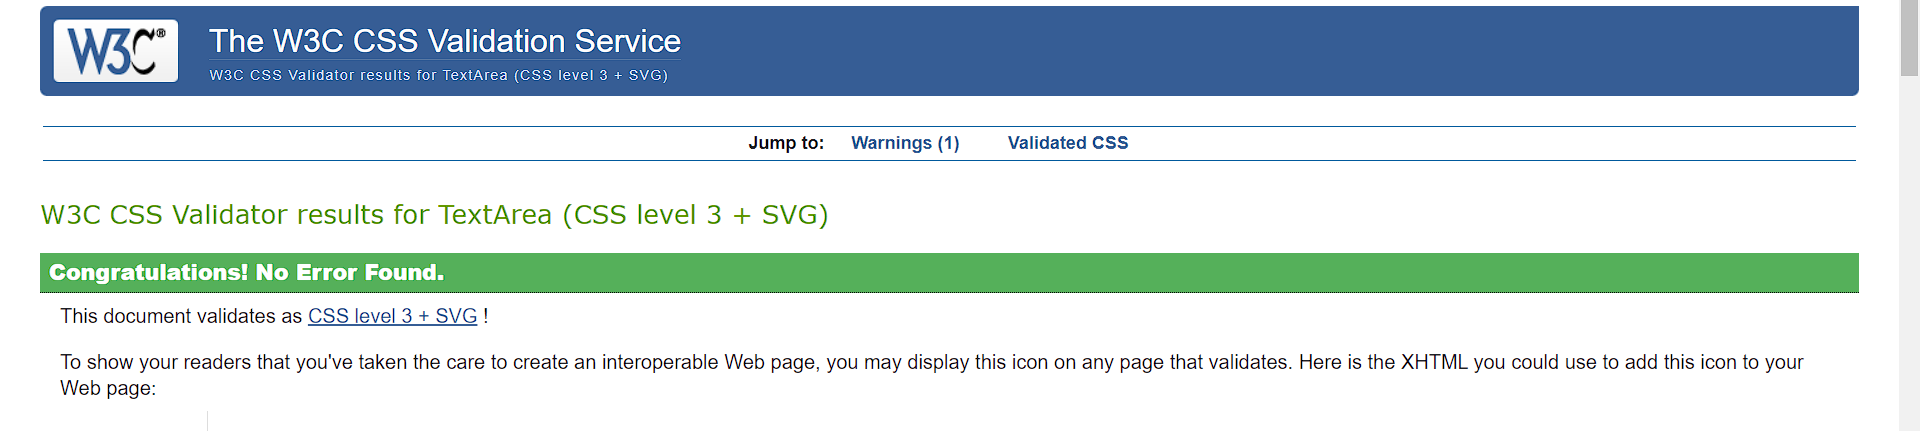 W3C®
The W3C CSS Validation Service
W3C CSS Validator results for TextArea (CSS level 3 + SVG)
Jump to: Warnings (1) Validated CSS
W3C CSS Validator results for TextArea (CSS level 3 + SVG)
Congratulations! No Error Found.
This document validates as CSS level 3 + SVG !
To show your readers that you've taken the care to create an interoperable Web page, you may display this icon on any page that validates. Here is the XHTML you could use to add this icon to your
Web page: